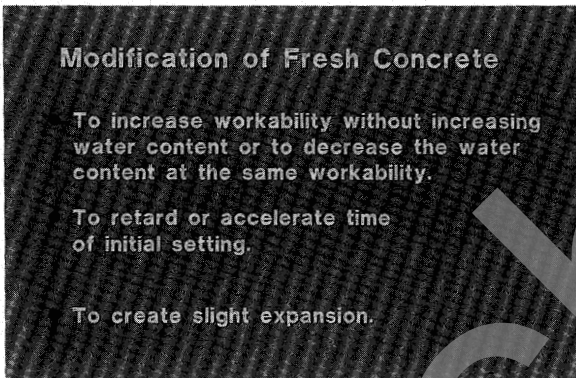 Modification of Fresh Concrete
To increase workability without increasing
water content or to decrease the water
content at the same workability.
To retard or accelerate time
of initial setting.
To create slight expansion.